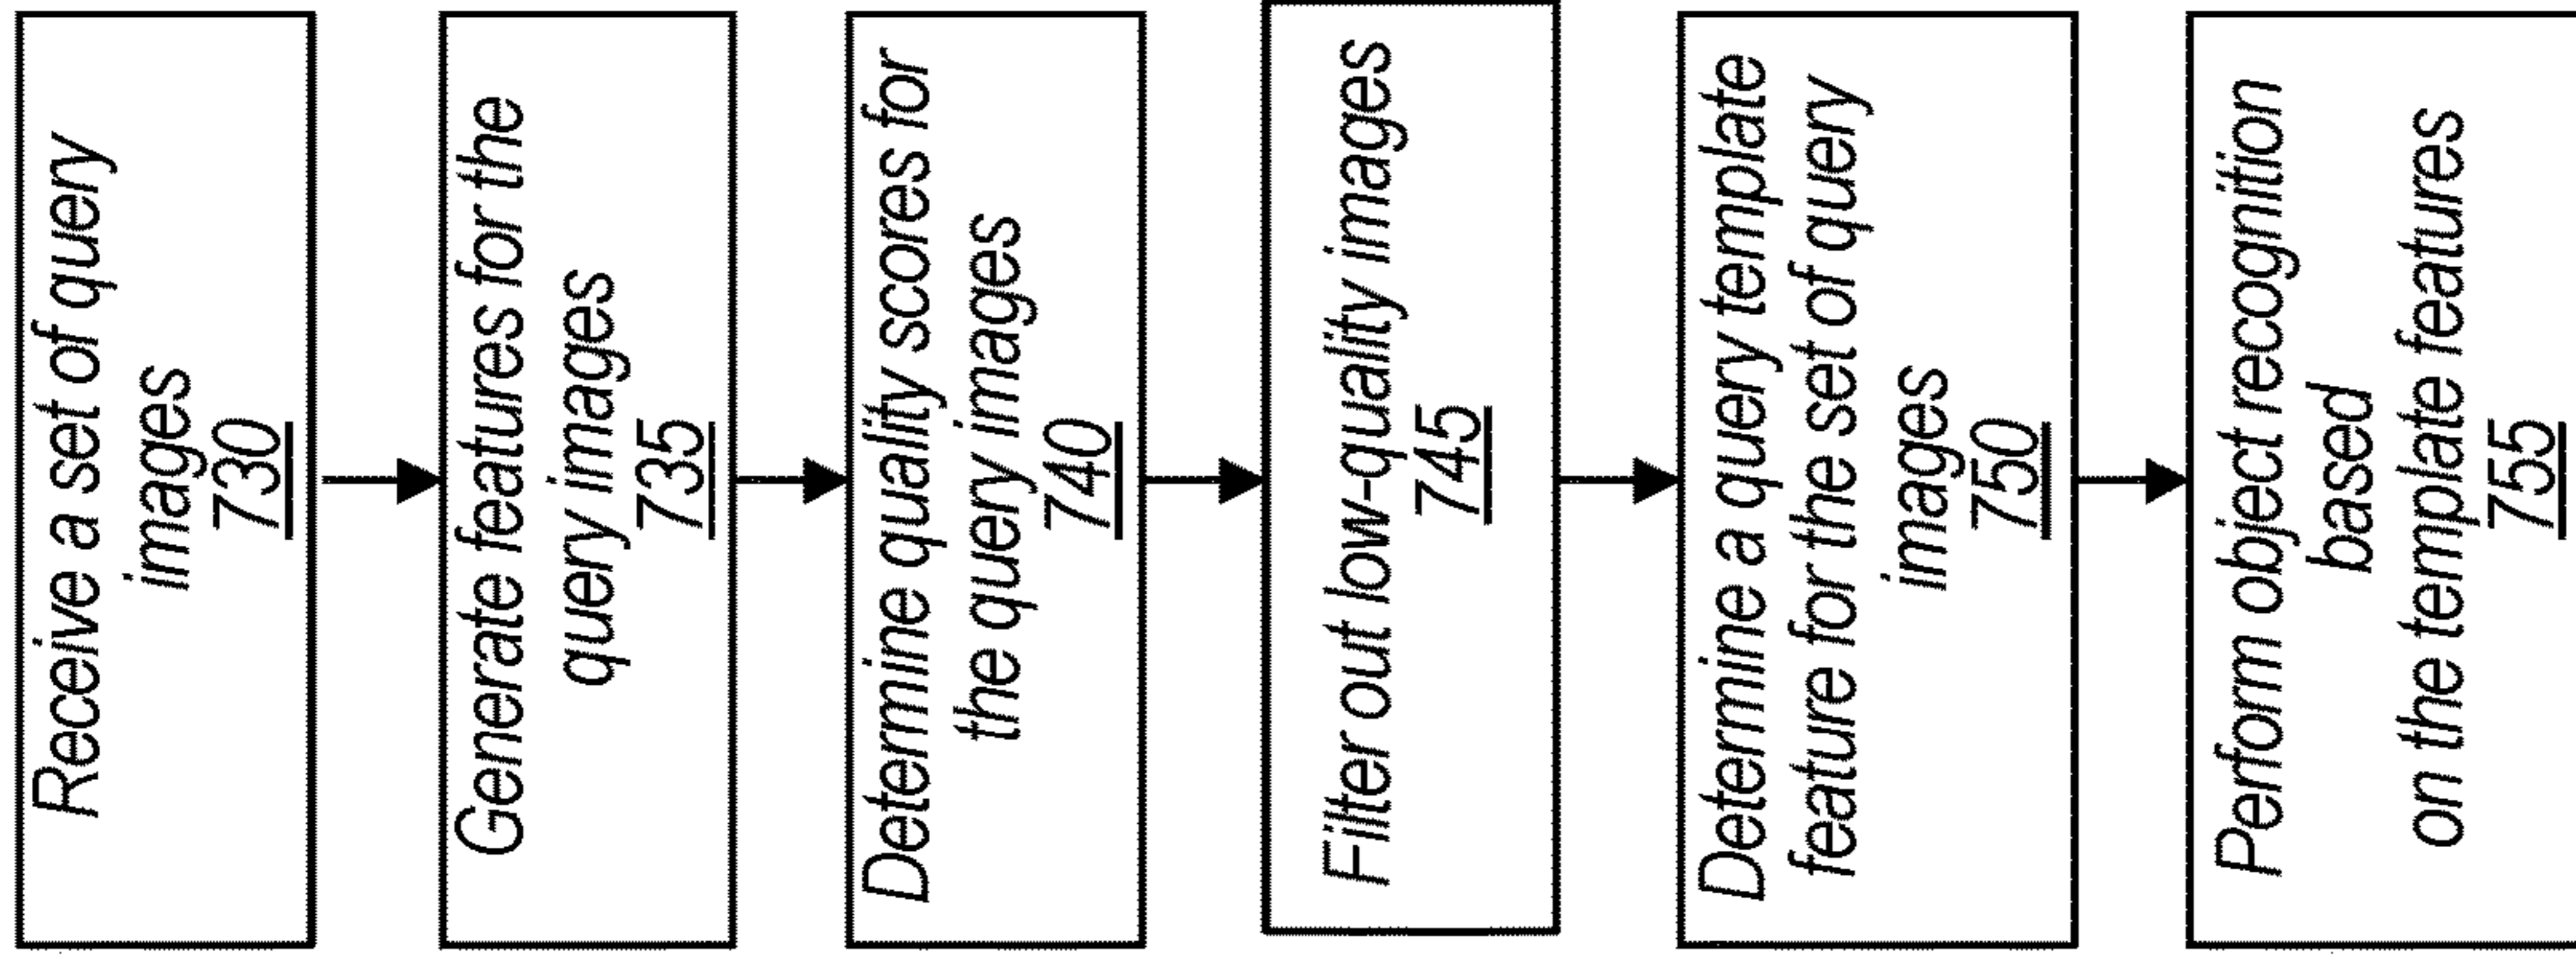 Receive a set of query
images
730
Generate features for the
query images
735
Determine quality scores for
the query images
740
Filter out low-quality images
745
Determine a query template
feature for the set of query
images
750
Perform object recognition
based
on the template features
755